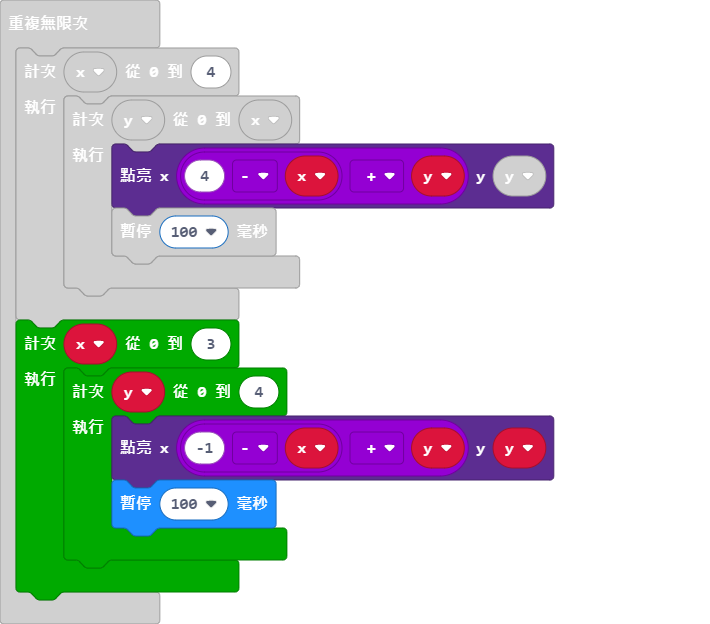 重複無限次
計次 x 從 0 到 4
執行
計次 y 從 0 到 x
執行
點亮 x 4 - x + y y y
暫停 100 毫秒
計次 x 從 0 到 3
執行
計次 y 從 0 到 4
執行
點亮 x -1 - x + y y y
暫停 100 毫秒